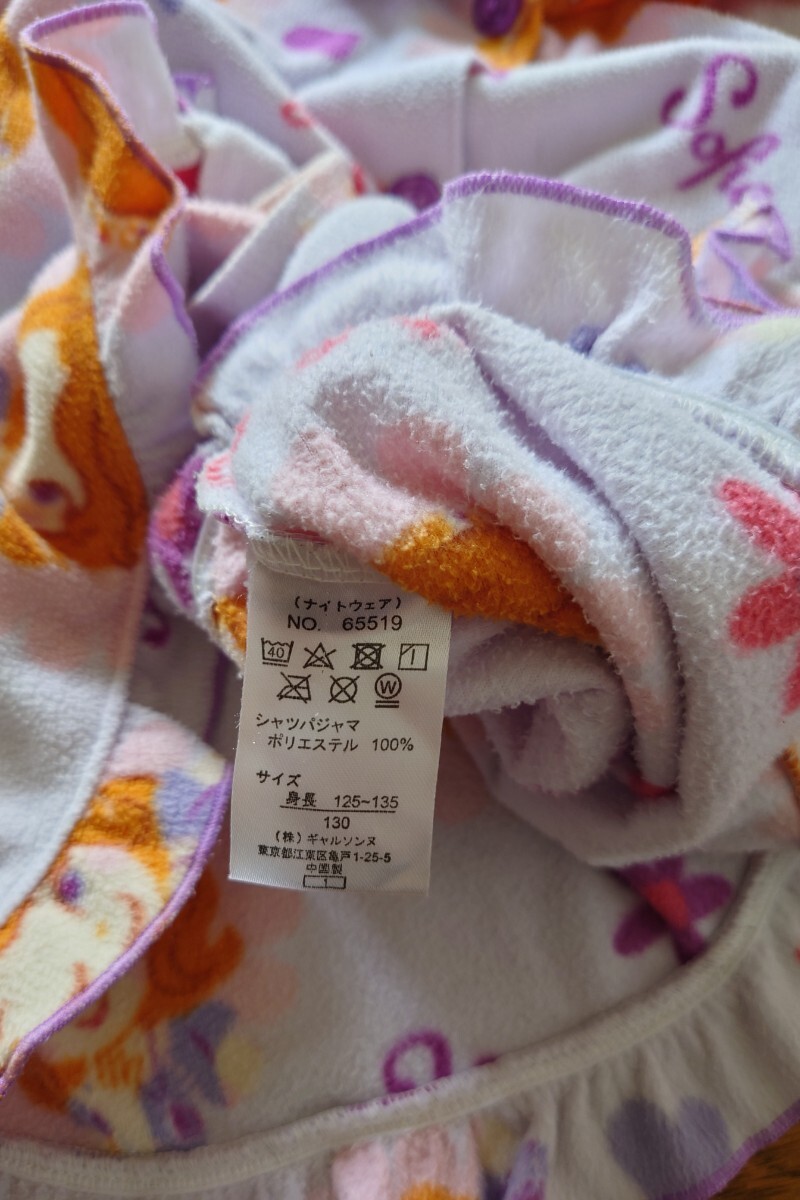 Sofia
(ナイトウェア)
NO. 65519
40
W
シャツパジャマ
ポリエステル 100%
サイズ
身長 125~135
130
(株)ギャルソンヌ
東京都江東区亀戸1-25-5
中国製
1